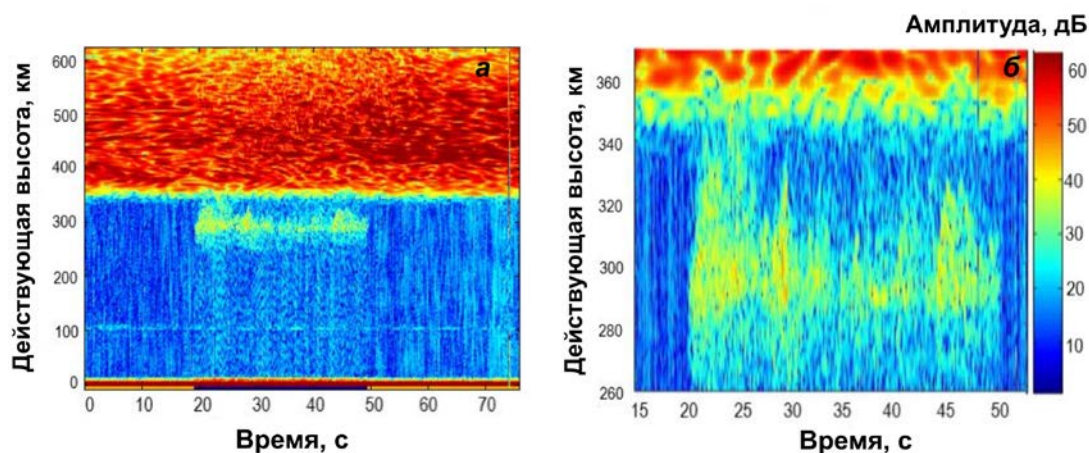 Амплитуда, дБ
а
б
Действующая высота, км
600
500
400
300
200
100
0
0 10 20 30 40 50 60 70
Время, с
Действующая высота, км
360
340
320
300
280
260
15 20 25 30 35 40 45 50
Время, с
60
50
40
30
20
10